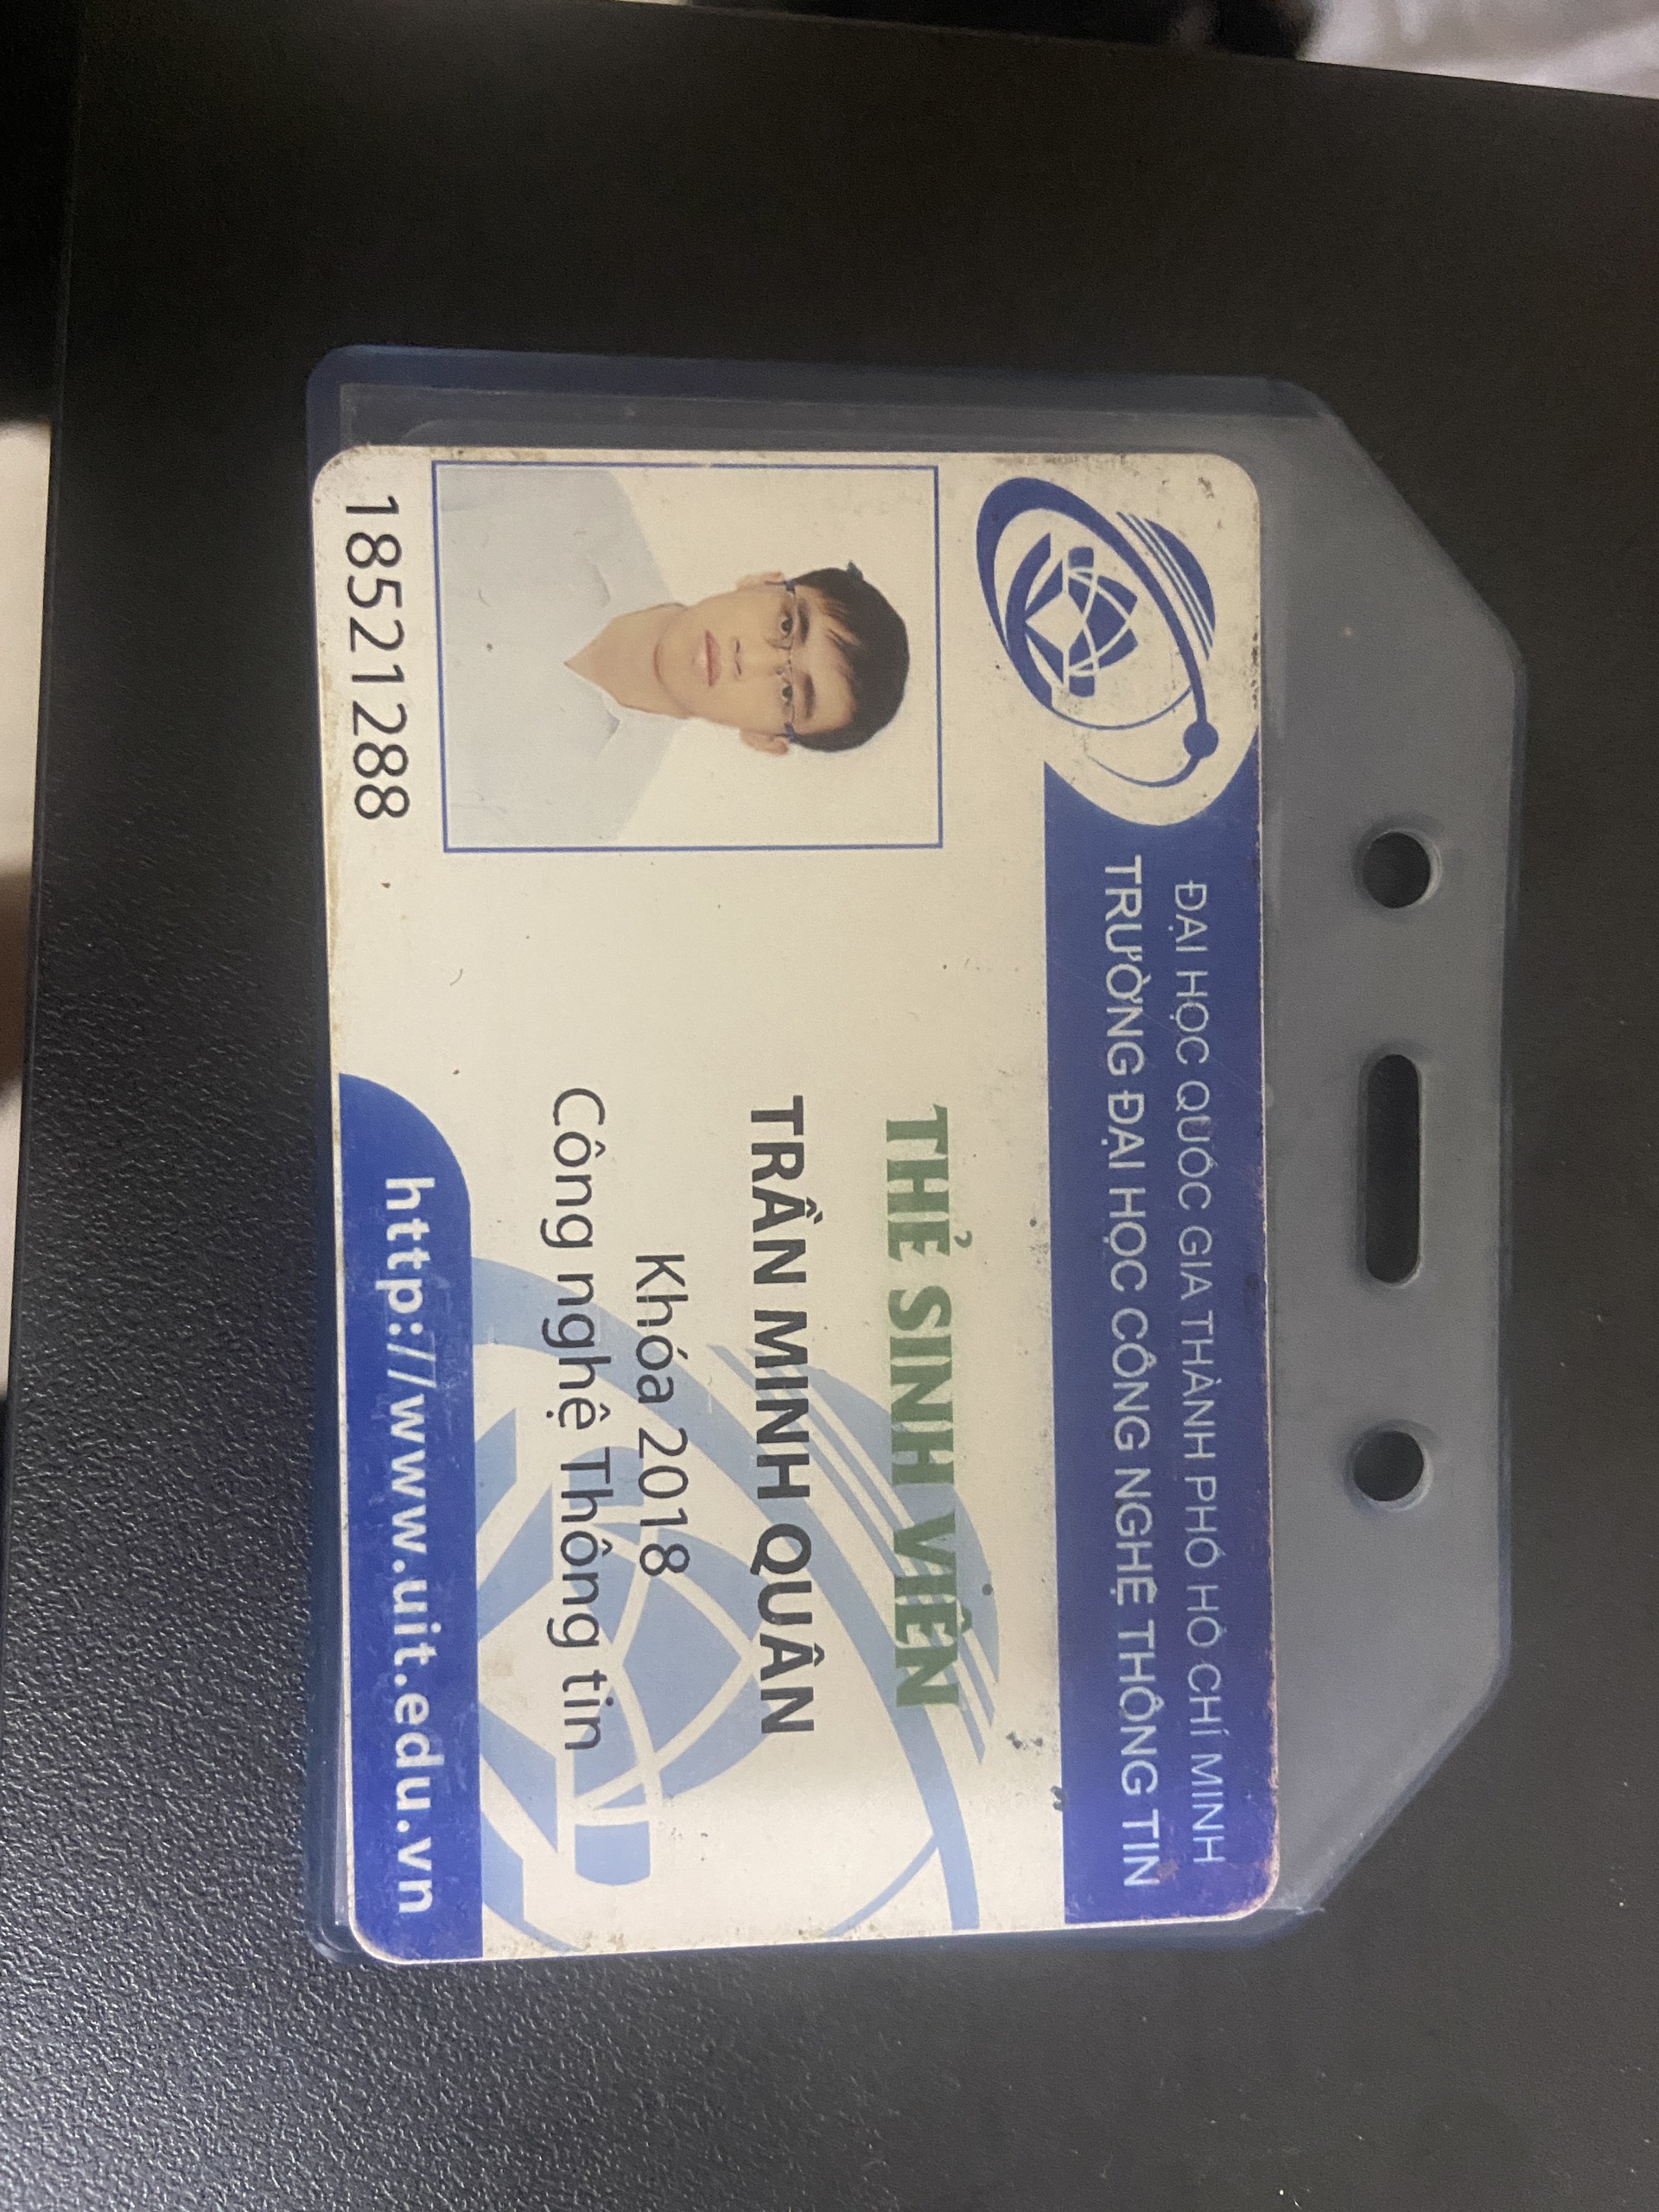 ĐẠI HỌC QUỐC GIA THÀNH PHỐ HỒ CHÍ MINH
TRƯỜNG ĐẠI HỌC CÔNG NGHỆ THÔNG TIN
THẺ SINH VIÊN
TRẦN MINH QUÂN
Khóa 2018
Công nghệ Thông tin
18521288
http://www.uit.edu.vn